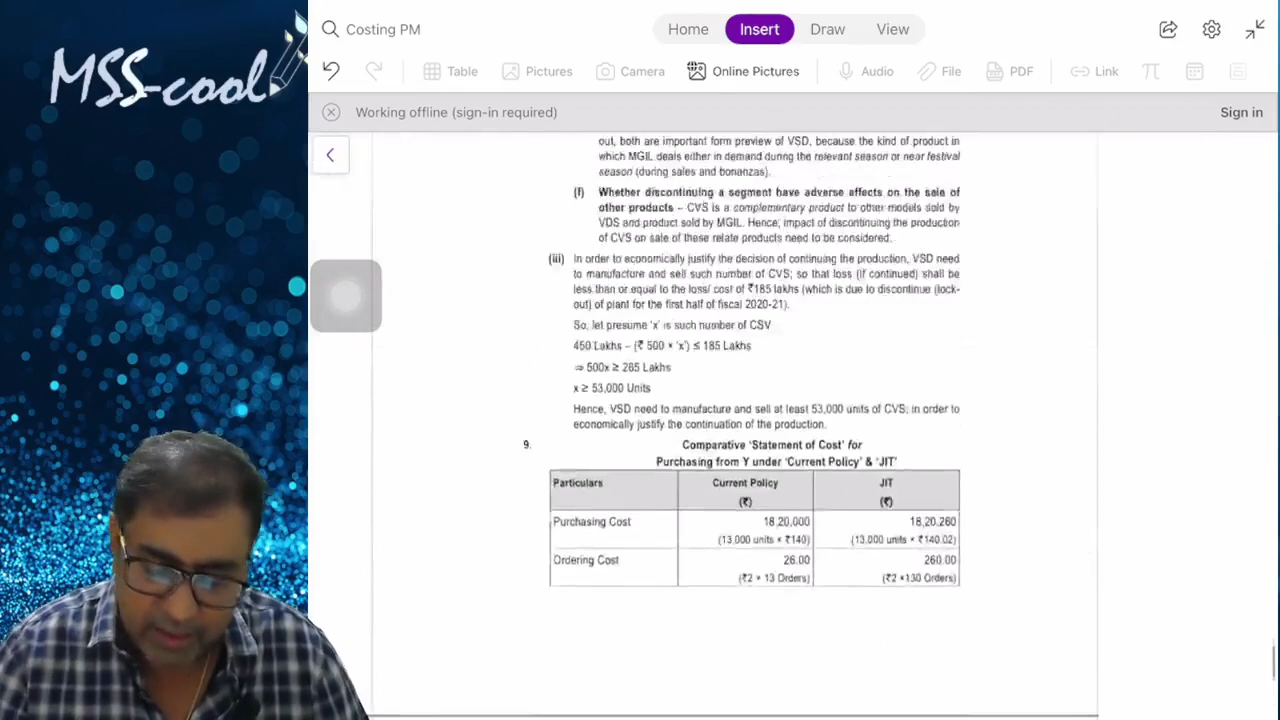 MSS-cool
Costing PM
Home Insert Draw View
Table Pictures Camera Online Pictures Audio File PDF Link
Working offline (sign-in required) Sign in
out, both are important form preview of VSD, because the kind of product in
which MGIL deals either in demand during the relevant season or near festival
season (during sales and bonanzas).
(f) Whether discontinuing a segment have adverse affects on the sale of
other products – CVS is a complementary product to other models sold by
VDS and product sold by MGIL. Hence, impact of discontinuing the production
of CVS on sale of these relate products need to be considered.
(iii) In order to economically justify the decision of continuing the production, VSD need
to manufacture and sell such number of CVS; so that loss (if continued) shall be
less than or equal to the loss/ cost of ₹185 lakhs (which is due to discontinue (lock-
out) of plant for the first half of fiscal 2020-21).
So, let presume 'x' is such number of CSV
450 Lakhs – (₹ 500 × 'x') ≤ 185 Lakhs
⇒ 500x ≥ 265 Lakhs
x ≥ 53,000 Units
Hence, VSD need to manufacture and sell at least 53,000 units of CVS; in order to
economically justify the continuation of the production.
9. Comparative 'Statement of Cost' for
Purchasing from Y under 'Current Policy' & 'JIT'
Particulars Current Policy JIT
(₹) (₹)
Purchasing Cost 18,20,000 18,20,260
(13,000 units × ₹140) (13,000 units × ₹140.02)
Ordering Cost 26.00 260.00
(₹2 × 13 Orders) (₹2 ×130 Orders)